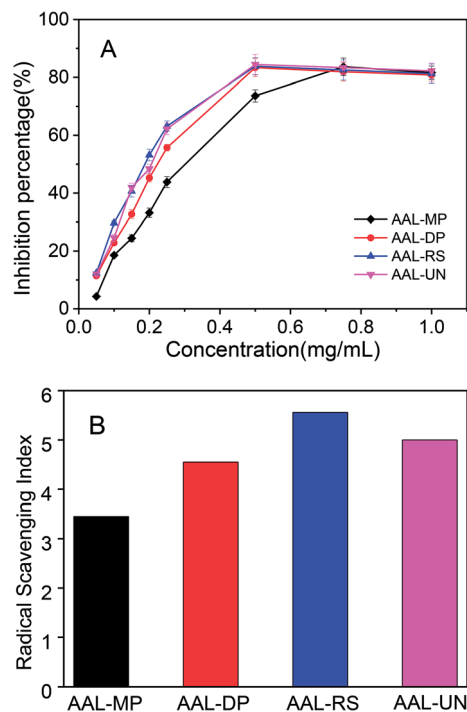 A
Inhibition percentage(%)
100
80
60
40
20
0
AAL-MP
AAL-DP
AAL-RS
AAL-UN
0.0 0.2 0.4 0.6 0.8 1.0
Concentration(mg/mL)
B
Radical Scavenging Index
6
5
4
3
2
1
0
AAL-MP AAL-DP AAL-RS AAL-UN